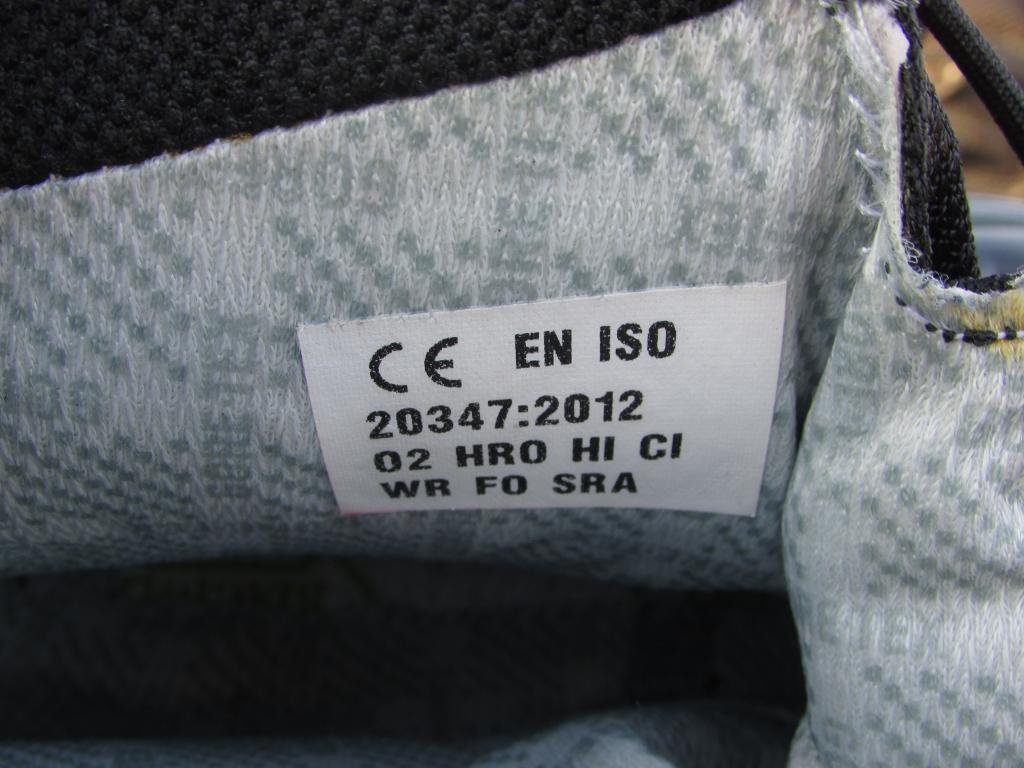 CE EN ISO
20347:2012
O2 HRO HI CI
WR FO SRA